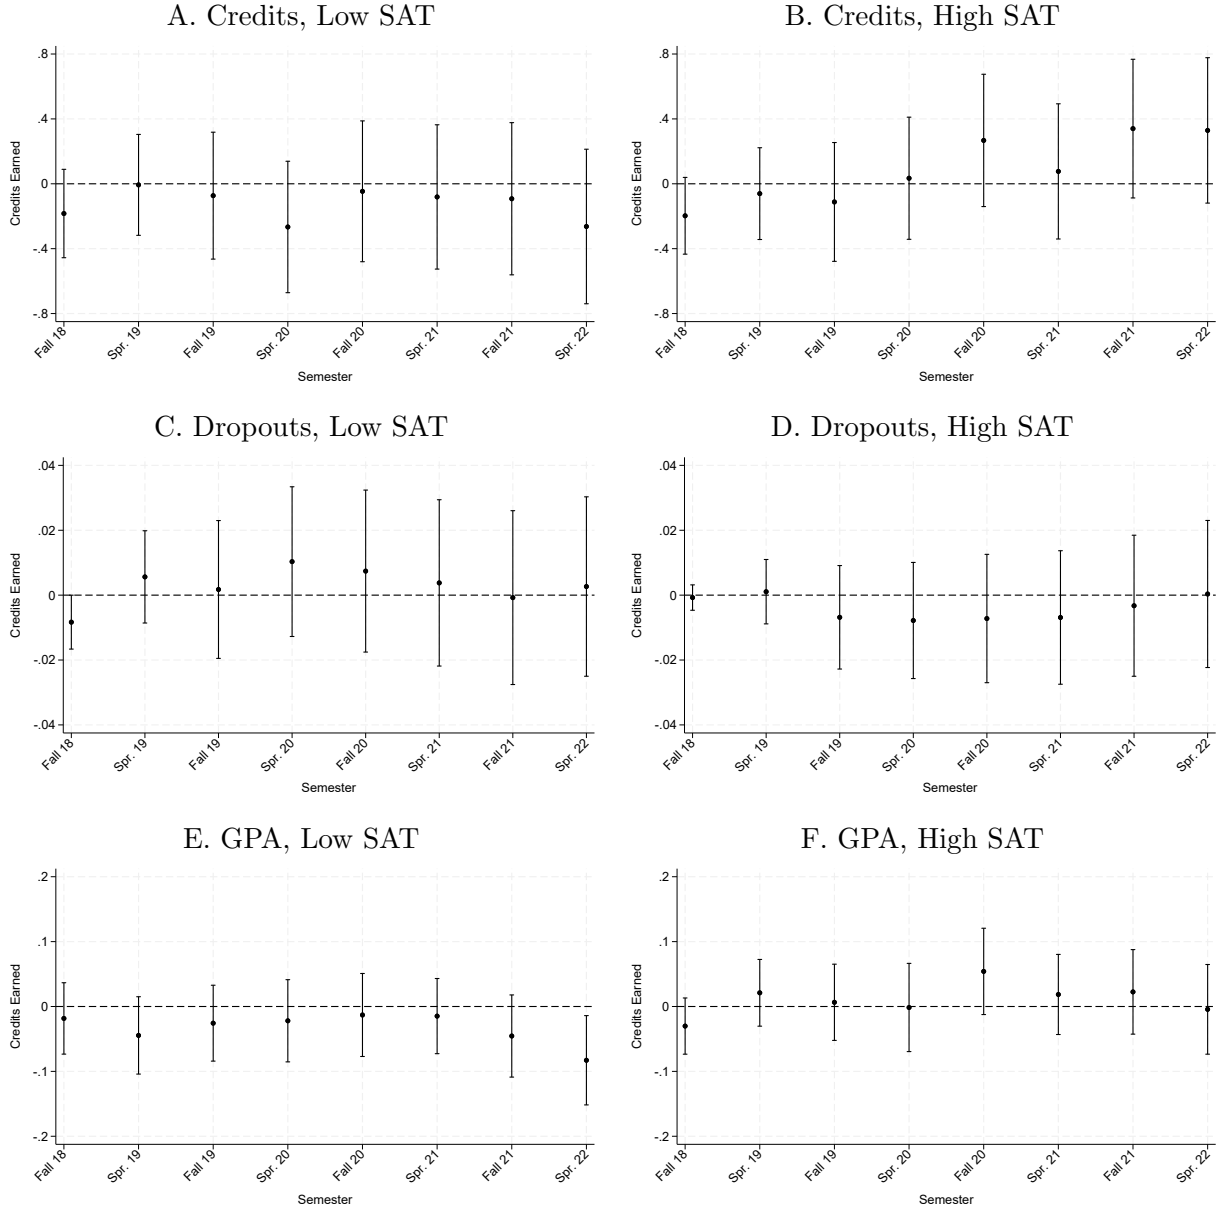 A. Credits, Low SAT
.8
.4
0
-.4
-.8
Credits Earned
Fall 18
Spr. 19
Fall 19
Spr. 20
Fall 20
Spr. 21
Fall 21
Spr. 22
Semester
B. Credits, High SAT
.8
.4
0
-.4
-.8
Credits Earned
Fall 18
Spr. 19
Fall 19
Spr. 20
Fall 20
Spr. 21
Fall 21
Spr. 22
Semester
C. Dropouts, Low SAT
.04
.02
0
-.02
-.04
Credits Earned
Fall 18
Spr. 19
Fall 19
Spr. 20
Fall 20
Spr. 21
Fall 21
Spr. 22
Semester
D. Dropouts, High SAT
.04
.02
0
-.02
-.04
Credits Earned
Fall 18
Spr. 19
Fall 19
Spr. 20
Fall 20
Spr. 21
Fall 21
Spr. 22
Semester
E. GPA, Low SAT
.2
.1
0
-.1
-.2
Credits Earned
Fall 18
Spr. 19
Fall 19
Spr. 20
Fall 20
Spr. 21
Fall 21
Spr. 22
Semester
F. GPA, High SAT
.2
.1
0
-.1
-.2
Credits Earned
Fall 18
Spr. 19
Fall 19
Spr. 20
Fall 20
Spr. 21
Fall 21
Spr. 22
Semester